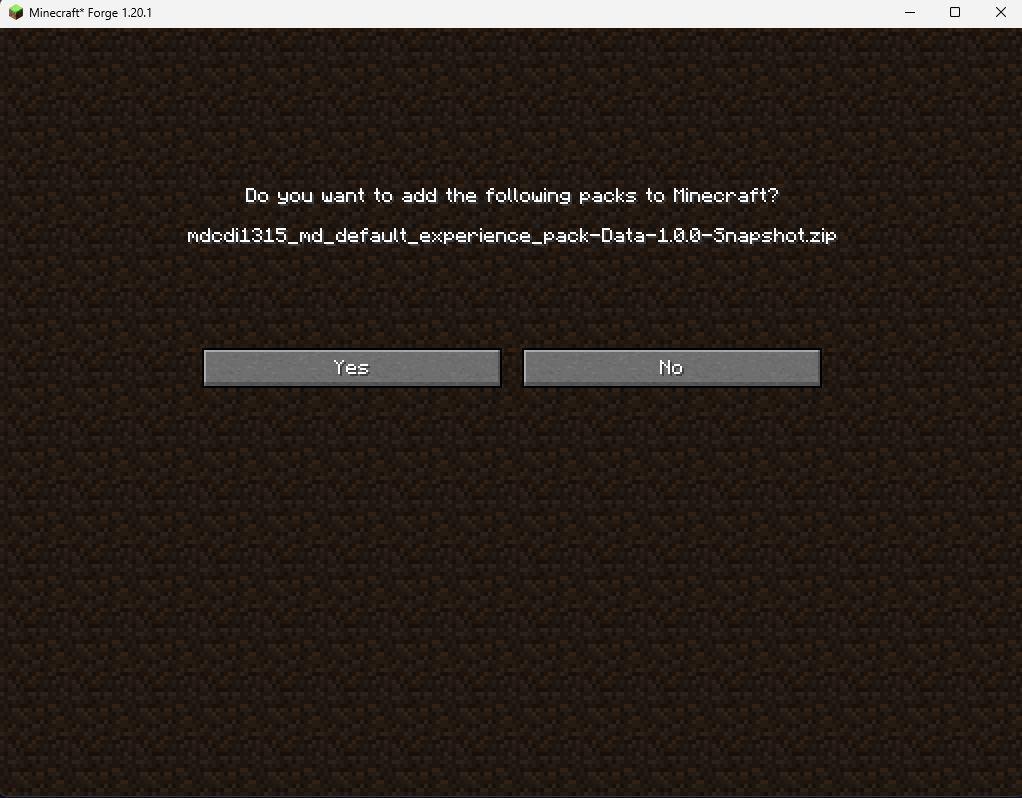 Minecraft* Forge 1.20.1
Do you want to add the following packs to Minecraft?
mdcdi1315_md_default_experience_pack-Data-1.0.0-Snapshot.zip
Yes
No